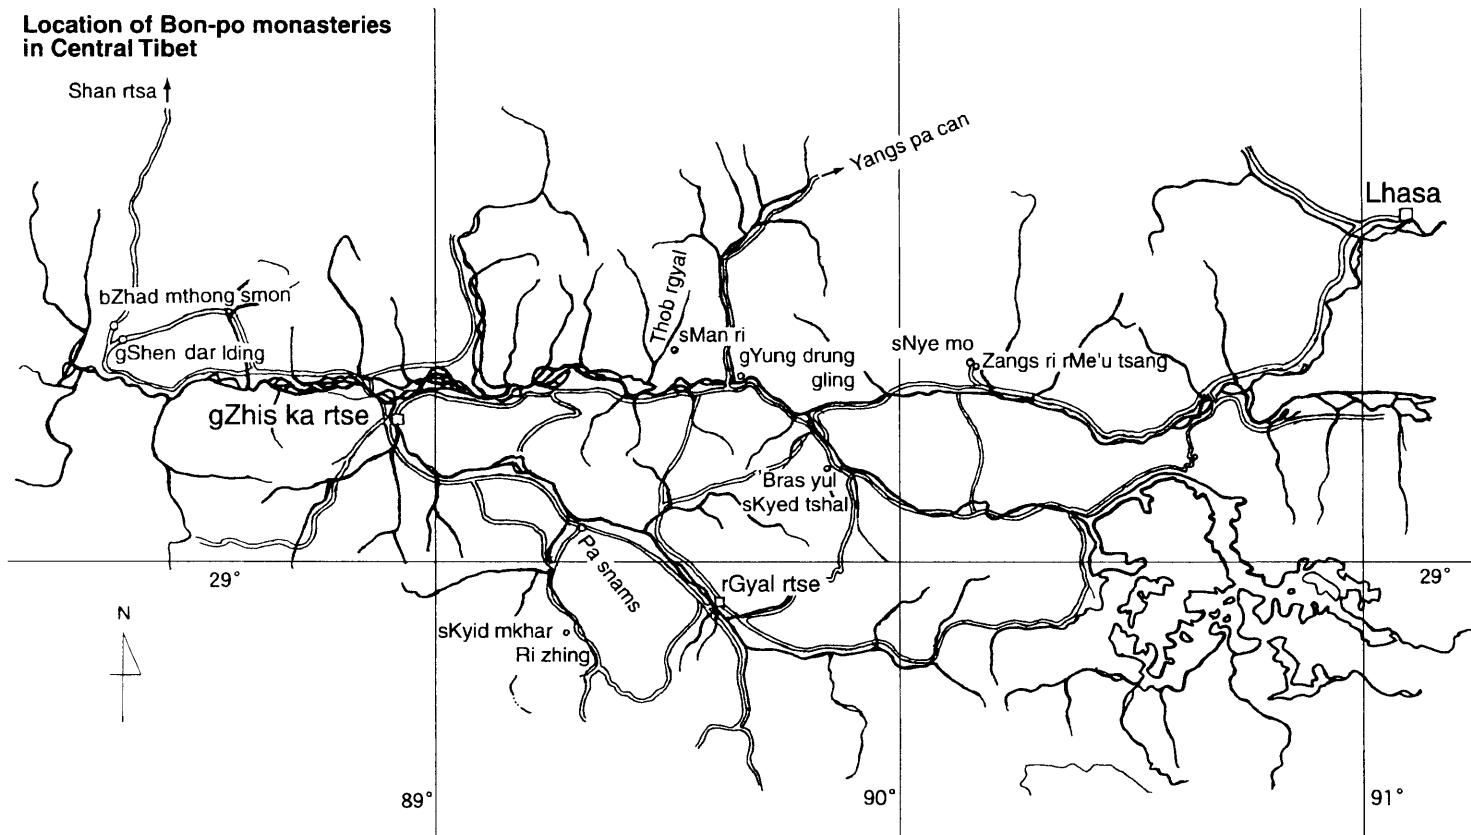 Location of Bon-po monasteries
in Central Tibet
Shan rtsa
Yangs pa can
Lhasa
bZhad mthong smon
Thob rgyal
sMan ri
gShen dar lding
gYung drung
gling
sNye mo
Zangs ri rMe'u tsang
gZhis ka rtse
'Bras yul
sKyed tshal
Pa snams
29°
rGyal rtse
29°
N
sKyid mkhar
Ri zhing
89°
90°
91°